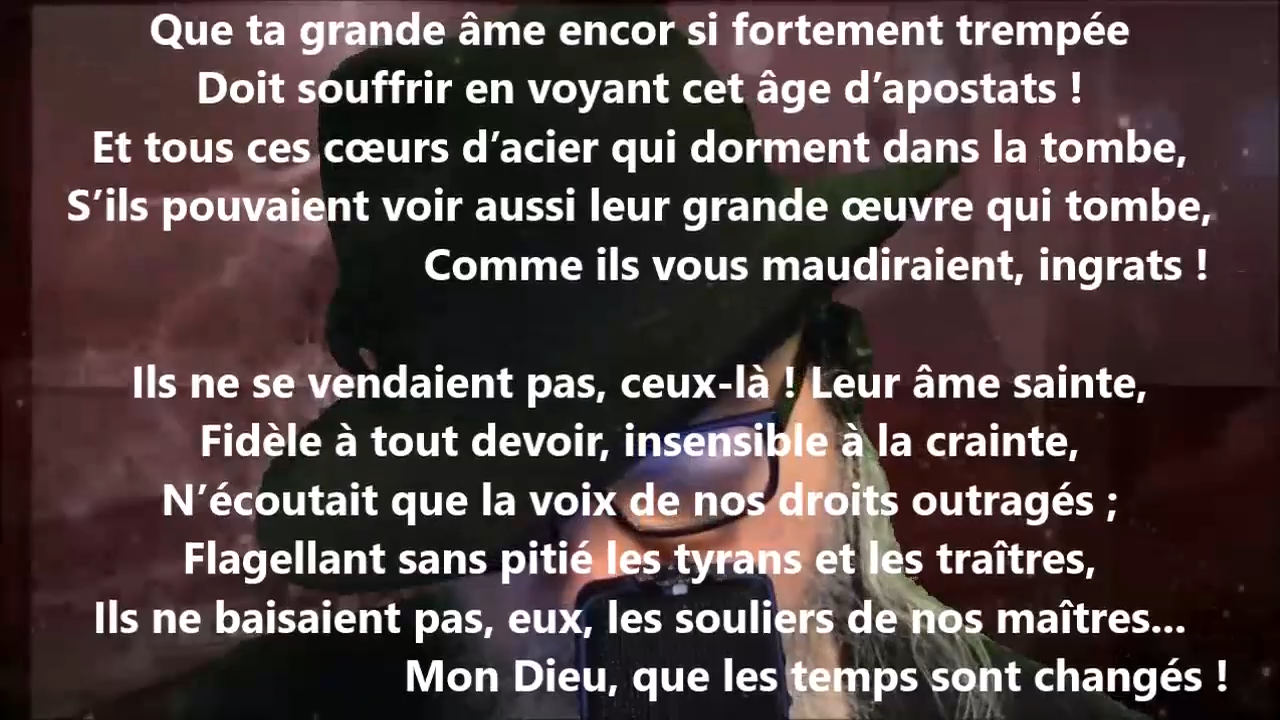 Que ta grande âme encor si fortement trempée
Doit souffrir en voyant cet âge d’apostats !
Et tous ces cœurs d’acier qui dorment dans la tombe,
S’ils pouvaient voir aussi leur grande œuvre qui tombe,
Comme ils vous maudiraient, ingrats !
Ils ne se vendaient pas, ceux-là ! Leur âme sainte,
Fidèle à tout devoir, insensible à la crainte,
N’écoutait que la voix de nos droits outragés ;
Flagellant sans pitié les tyrans et les traîtres,
Ils ne baisaient pas, eux, les souliers de nos maîtres...
Mon Dieu, que les temps sont changés !